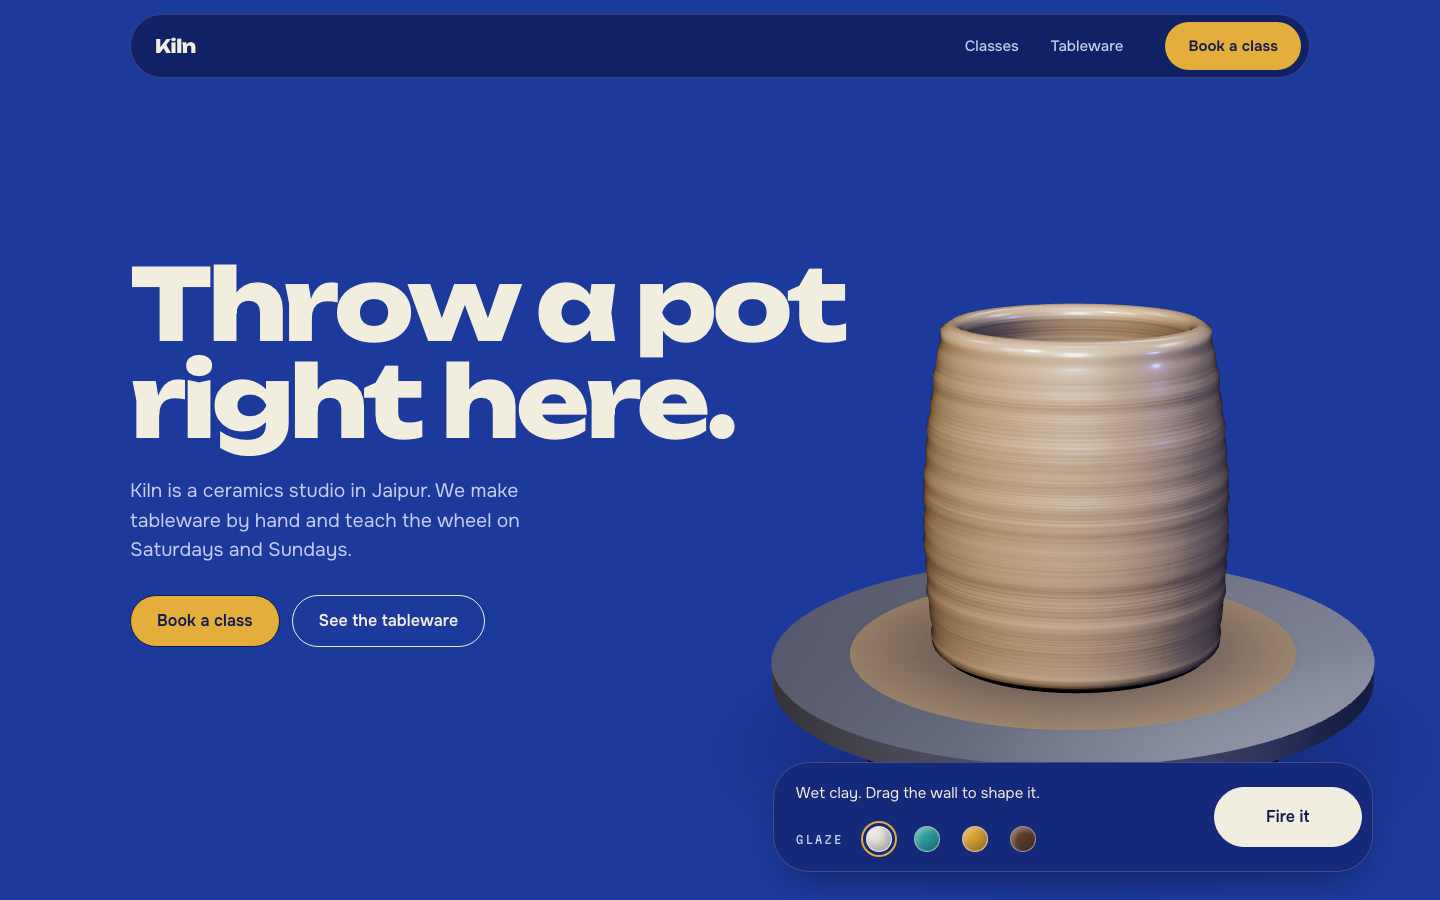 Kiln
Classes
Tableware
Book a class
Throw a pot
right here.
Kiln is a ceramics studio in Jaipur. We make
tableware by hand and teach the wheel on
Saturdays and Sundays.
Book a class
See the tableware
Wet clay. Drag the wall to shape it.
GLAZE
Fire it